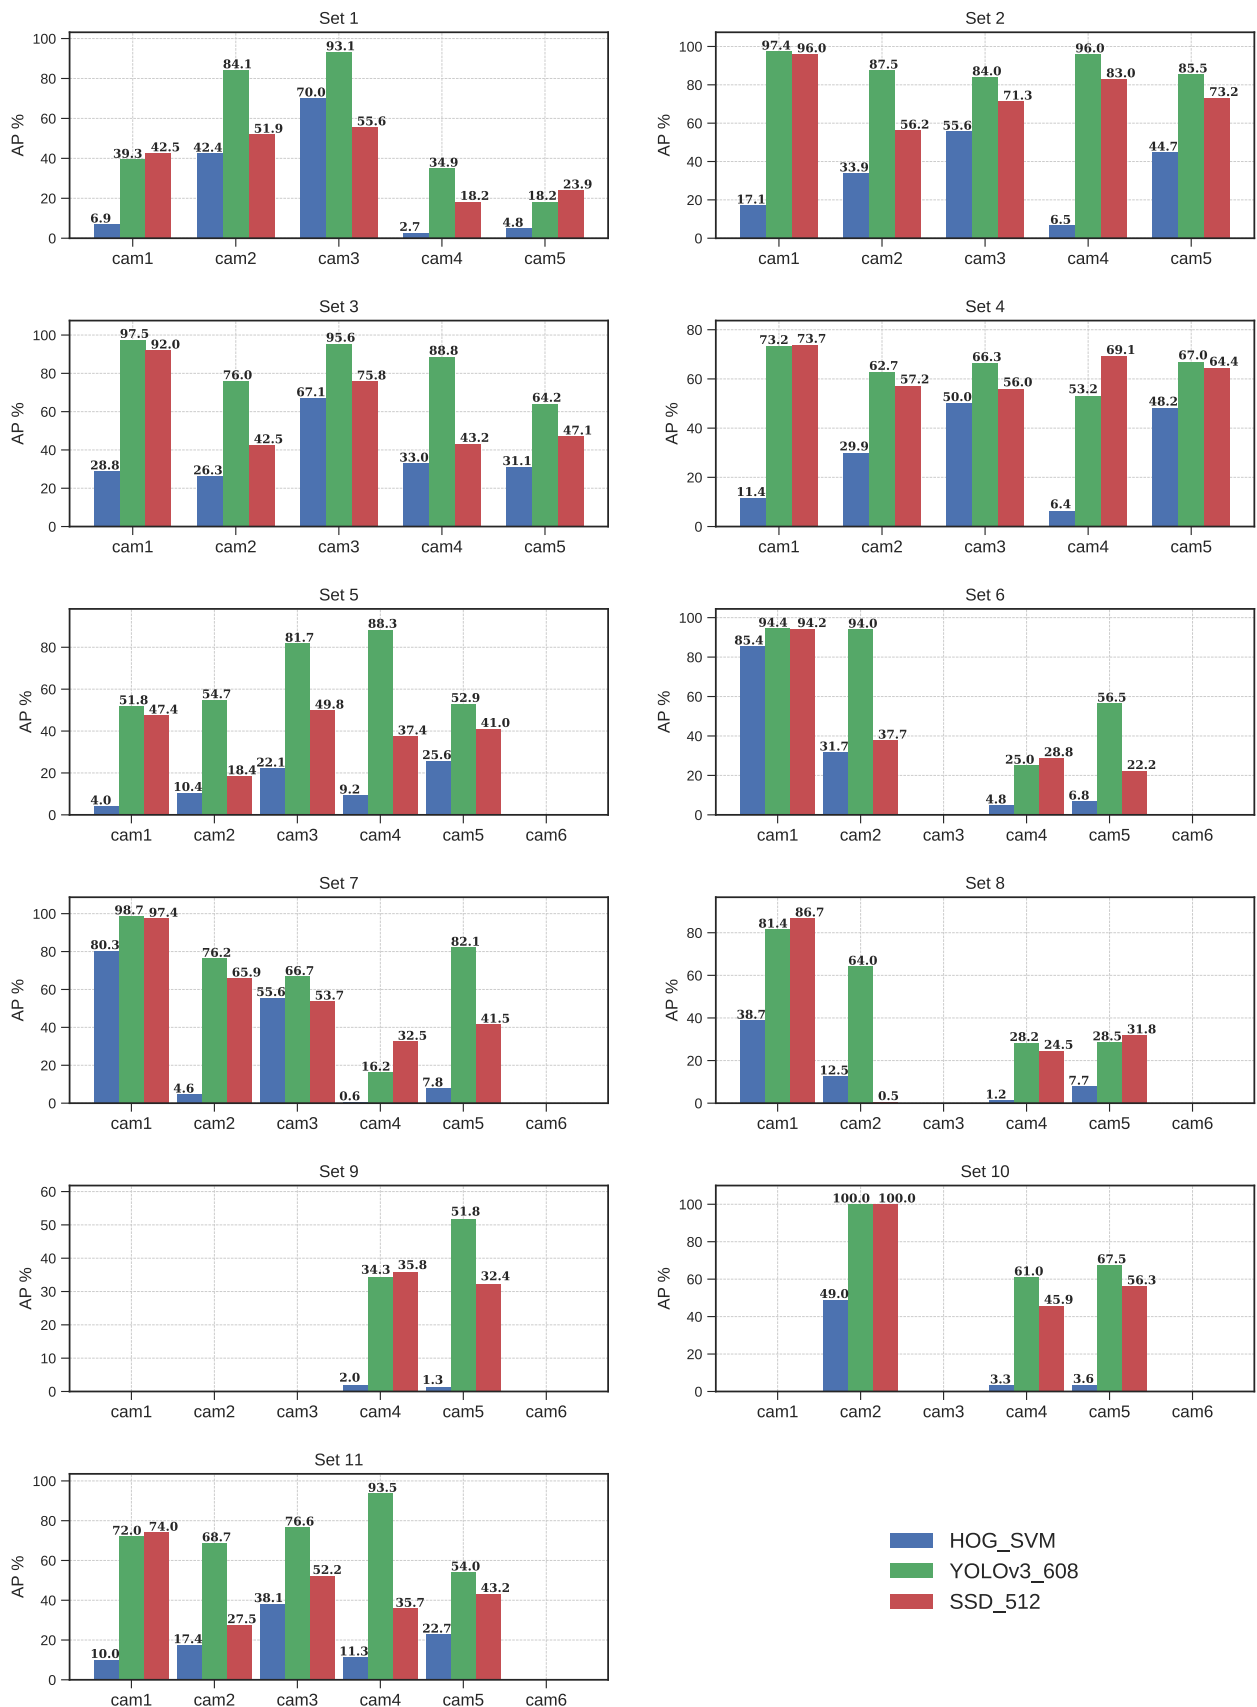 Set 1
AP %
100
80
60
40
20
0
6.9 39.3 42.5 42.4 84.1 51.9 70.0 93.1 55.6 2.7 34.9 18.2 4.8 18.2 23.9
cam1 cam2 cam3 cam4 cam5
Set 2
AP %
100
80
60
40
20
0
17.1 97.4 96.0 33.9 87.5 56.2 55.6 84.0 71.3 6.5 96.0 83.0 44.7 85.5 73.2
cam1 cam2 cam3 cam4 cam5
Set 3
AP %
100
80
60
40
20
0
28.8 97.5 92.0 26.3 76.0 42.5 67.1 95.6 75.8 33.0 88.8 43.2 31.1 64.2 47.1
cam1 cam2 cam3 cam4 cam5
Set 4
AP %
80
60
40
20
0
11.4 73.2 73.7 29.9 62.7 57.2 50.0 66.3 56.0 6.4 53.2 69.1 48.2 67.0 64.4
cam1 cam2 cam3 cam4 cam5
Set 5
AP %
80
60
40
20
0
4.0 51.8 47.4 10.4 54.7 18.4 22.1 81.7 49.8 9.2 88.3 37.4 25.6 52.9 41.0
cam1 cam2 cam3 cam4 cam5 cam6
Set 6
AP %
100
80
60
40
20
0
85.4 94.4 94.2 31.7 94.0 37.7 4.8 25.0 28.8 6.8 56.5 22.2
cam1 cam2 cam3 cam4 cam5 cam6
Set 7
AP %
100
80
60
40
20
0
80.3 98.7 97.4 4.6 76.2 65.9 55.6 66.7 53.7 0.6 16.2 32.5 7.8 82.1 41.5
cam1 cam2 cam3 cam4 cam5 cam6
Set 8
AP %
80
60
40
20
0
38.7 81.4 86.7 12.5 64.0 0.5 1.2 28.2 24.5 7.7 28.5 31.8
cam1 cam2 cam3 cam4 cam5 cam6
Set 9
AP %
60
50
40
30
20
10
0
2.0 34.3 35.8 1.3 51.8 32.4
cam1 cam2 cam3 cam4 cam5 cam6
Set 10
AP %
100
80
60
40
20
0
49.0 100.0 100.0 3.3 61.0 45.9 3.6 67.5 56.3
cam1 cam2 cam3 cam4 cam5 cam6
Set 11
AP %
100
80
60
40
20
0
10.0 72.0 74.0 17.4 68.7 27.5 38.1 76.6 52.2 11.3 93.5 35.7 22.7 54.0 43.2
cam1 cam2 cam3 cam4 cam5 cam6
HOG_SVM
YOLOv3_608
SSD_512